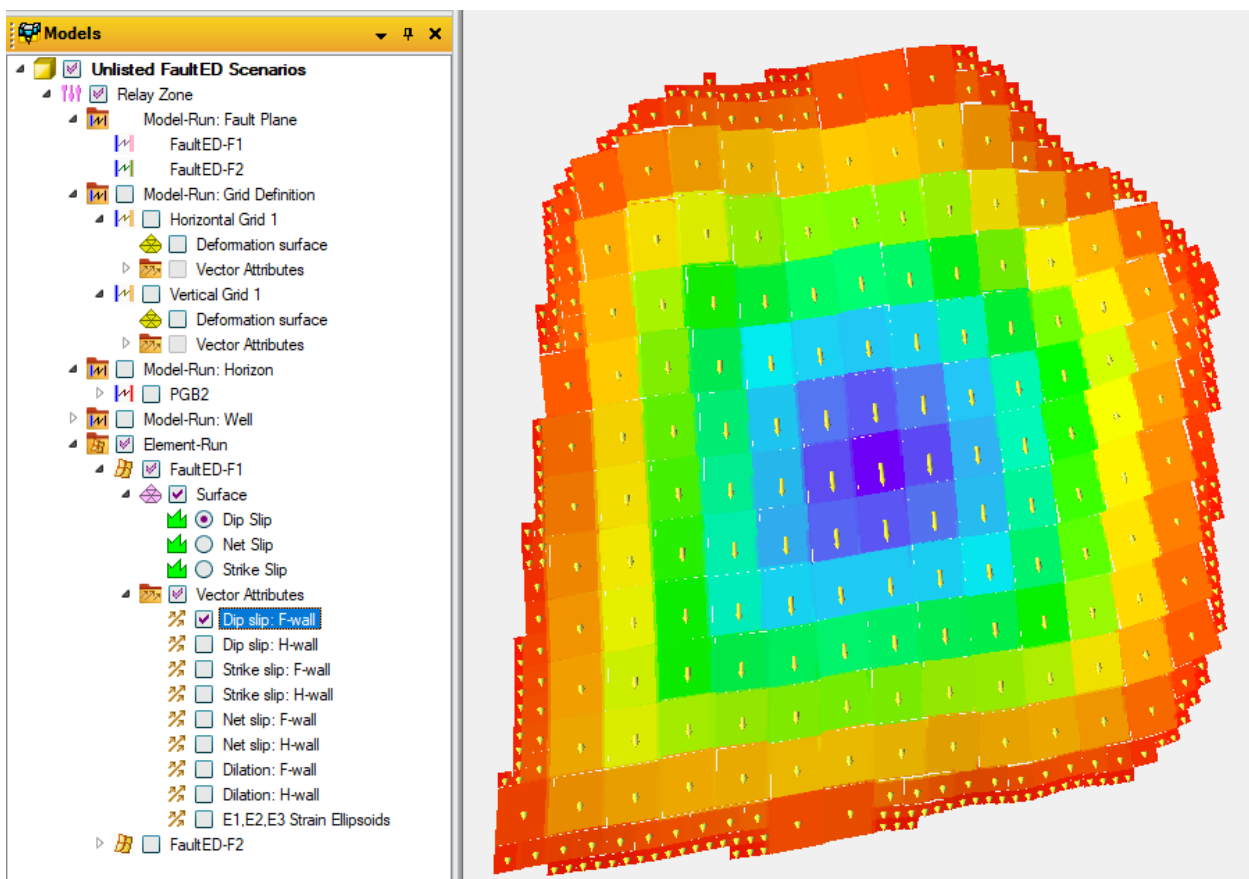 Models
Unlisted FaultED Scenarios
Relay Zone
Model-Run: Fault Plane
FaultED-F1
FaultED-F2
Model-Run: Grid Definition
Horizontal Grid 1
Deformation surface
Vector Attributes
Vertical Grid 1
Deformation surface
Vector Attributes
Model-Run: Horizon
PGB2
Model-Run: Well
Element-Run
FaultED-F1
Surface
Dip Slip
Net Slip
Strike Slip
Vector Attributes
Dip slip: F-wall
Dip slip: H-wall
Strike slip: F-wall
Strike slip: H-wall
Net slip: F-wall
Net slip: H-wall
Dilation: F-wall
Dilation: H-wall
E1,E2,E3 Strain Ellipsoids
FaultED-F2